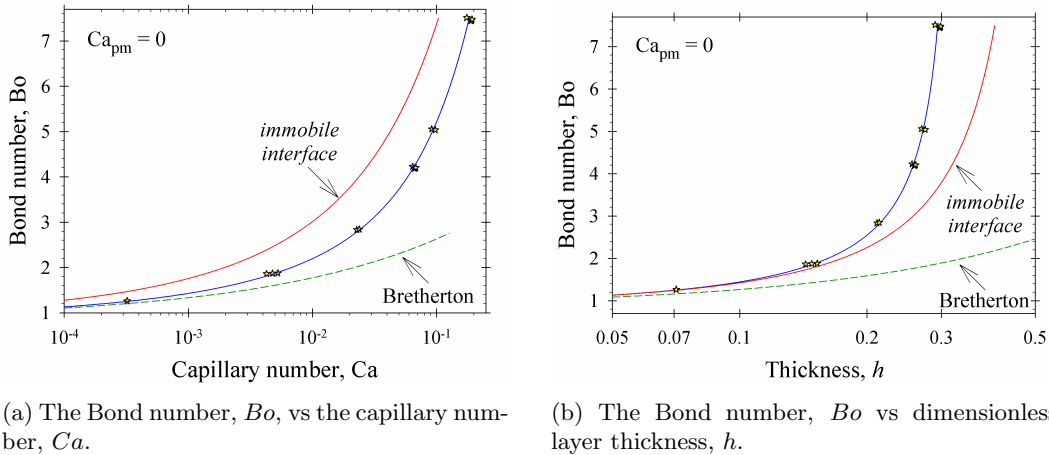 Ca_pm = 0
7
6
5
4
3
2
1
Bond number, Bo
immobile
interface
Bretherton
10^-4
10^-3
10^-2
10^-1
Capillary number, Ca
(a) The Bond number, Bo, vs the capillary num-
ber, Ca.
Ca_pm = 0
7
6
5
4
3
2
1
Bond number, Bo
immobile
interface
Bretherton
0.05
0.07
0.1
0.2
0.3
0.5
Thickness, h
(b) The Bond number, Bo vs dimensionless
layer thickness, h.